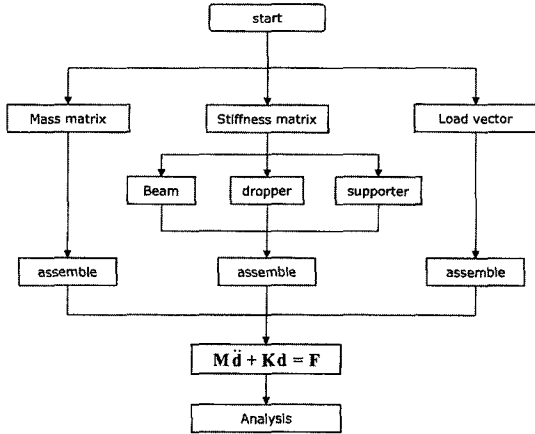 start
Mass matrix
Stiffness matrix
Load vector
Beam
dropper
supporter
assemble
assemble
assemble
Md̈ + Kd = F
Analysis